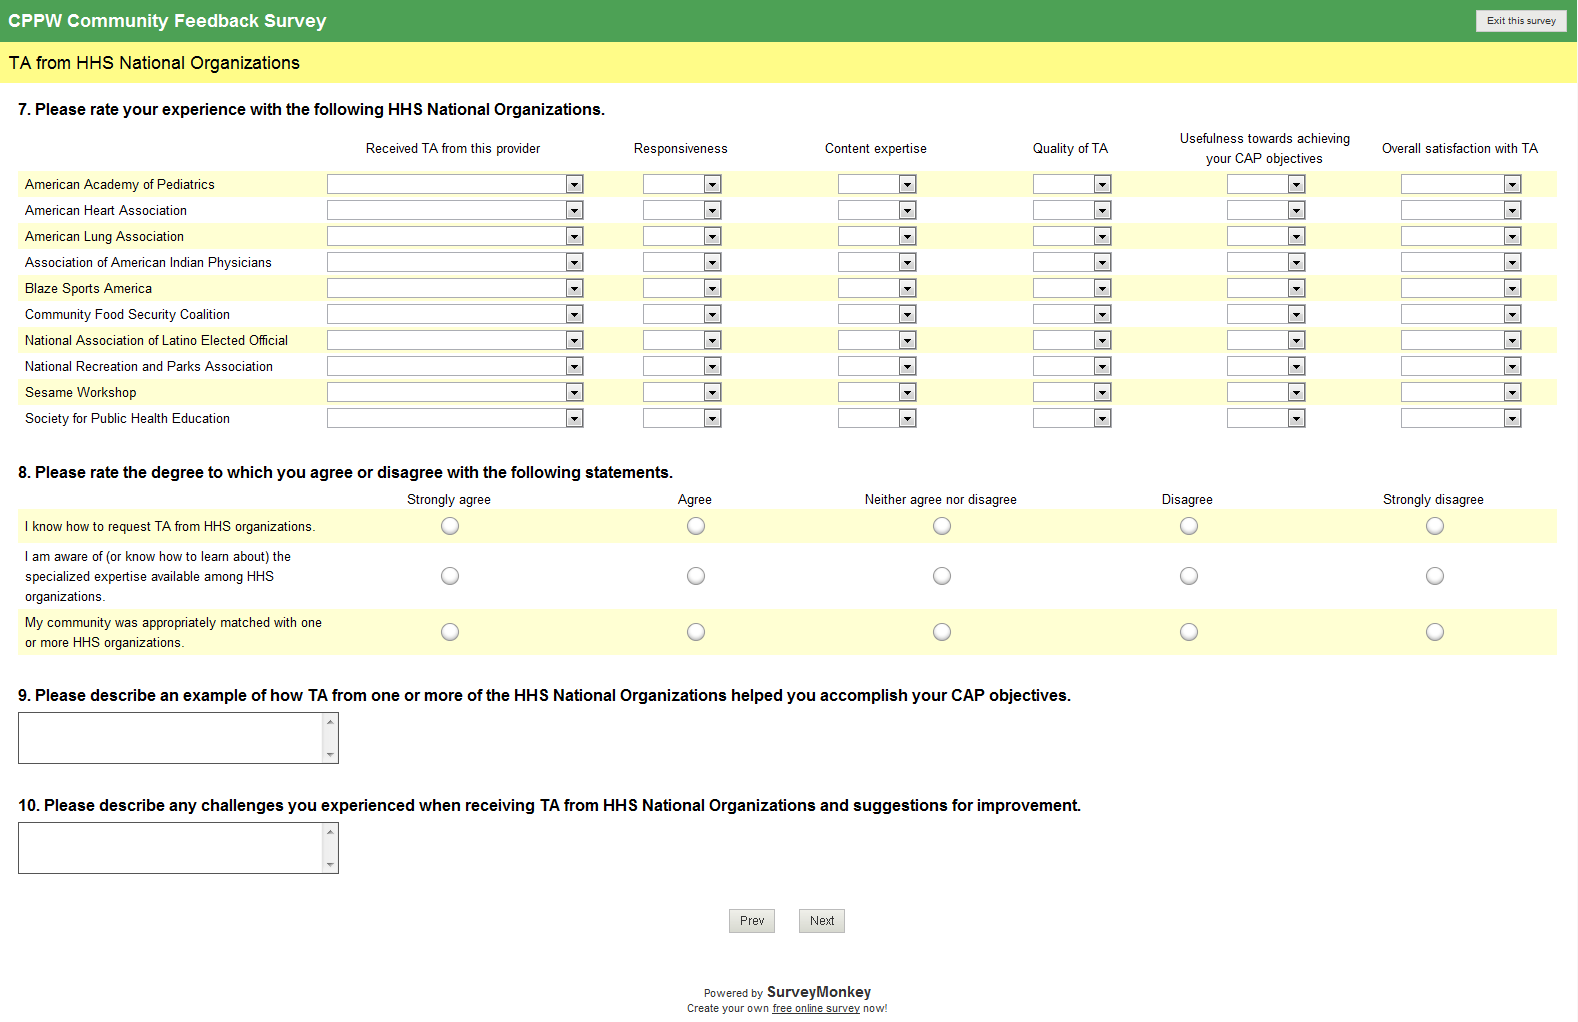 CPPW Community Feedback Survey
Exit this survey
TA from HHS National Organizations
7. Please rate your experience with the following HHS National Organizations.
Received TA from this provider Responsiveness Content expertise Quality of TA Usefulness towards achieving your CAP objectives Overall satisfaction with TA
American Academy of Pediatrics
American Heart Association
American Lung Association
Association of American Indian Physicians
Blaze Sports America
Community Food Security Coalition
National Association of Latino Elected Official
National Recreation and Parks Association
Sesame Workshop
Society for Public Health Education
8. Please rate the degree to which you agree or disagree with the following statements.
Strongly agree Agree Neither agree nor disagree Disagree Strongly disagree
I know how to request TA from HHS organizations.
I am aware of (or know how to learn about) the
specialized expertise available among HHS
organizations.
My community was appropriately matched with one
or more HHS organizations.
9. Please describe an example of how TA from one or more of the HHS National Organizations helped you accomplish your CAP objectives.
10. Please describe any challenges you experienced when receiving TA from HHS National Organizations and suggestions for improvement.
Prev Next
Powered by SurveyMonkey
Create your own free online survey now!